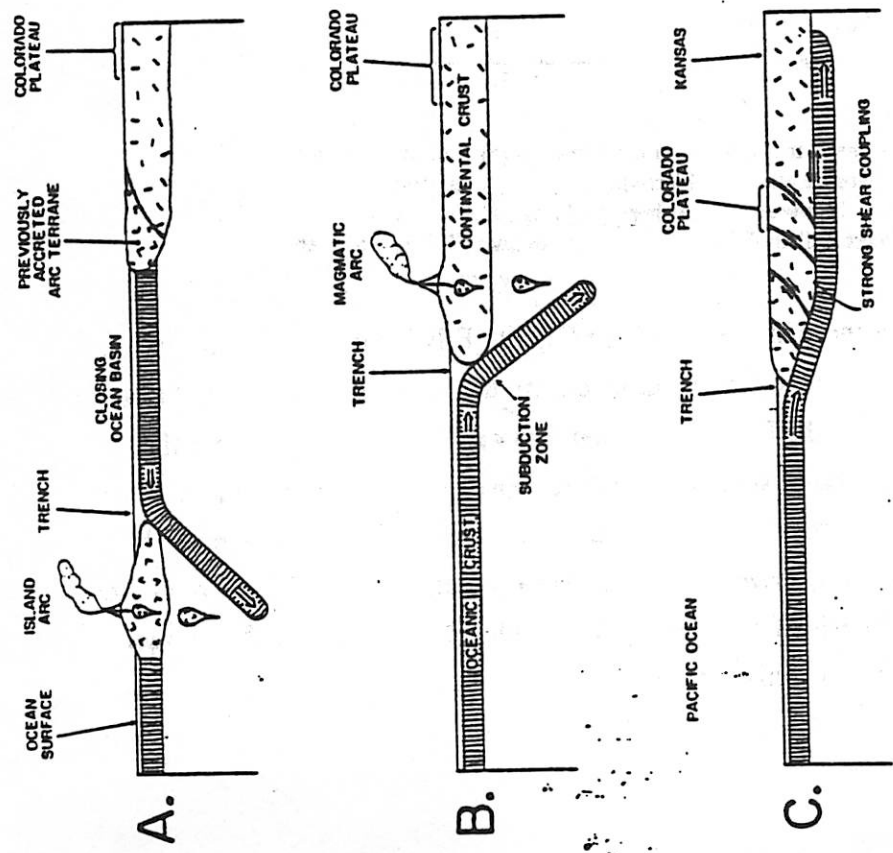 A.
OCEAN
SURFACE
ISLAND
ARC
TRENCH
CLOSING
OCEAN BASIN
PREVIOUSLY
ACCRETED
ARC TERRANE
COLORADO
PLATEAU
B.
OCEANIC CRUST
SUBDUCTION
ZONE
TRENCH
MAGMATIC
ARC
CONTINENTAL CRUST
COLORADO
PLATEAU
C.
PACIFIC OCEAN
TRENCH
COLORADO
PLATEAU
KANSAS
STRONG SHEAR COUPLING